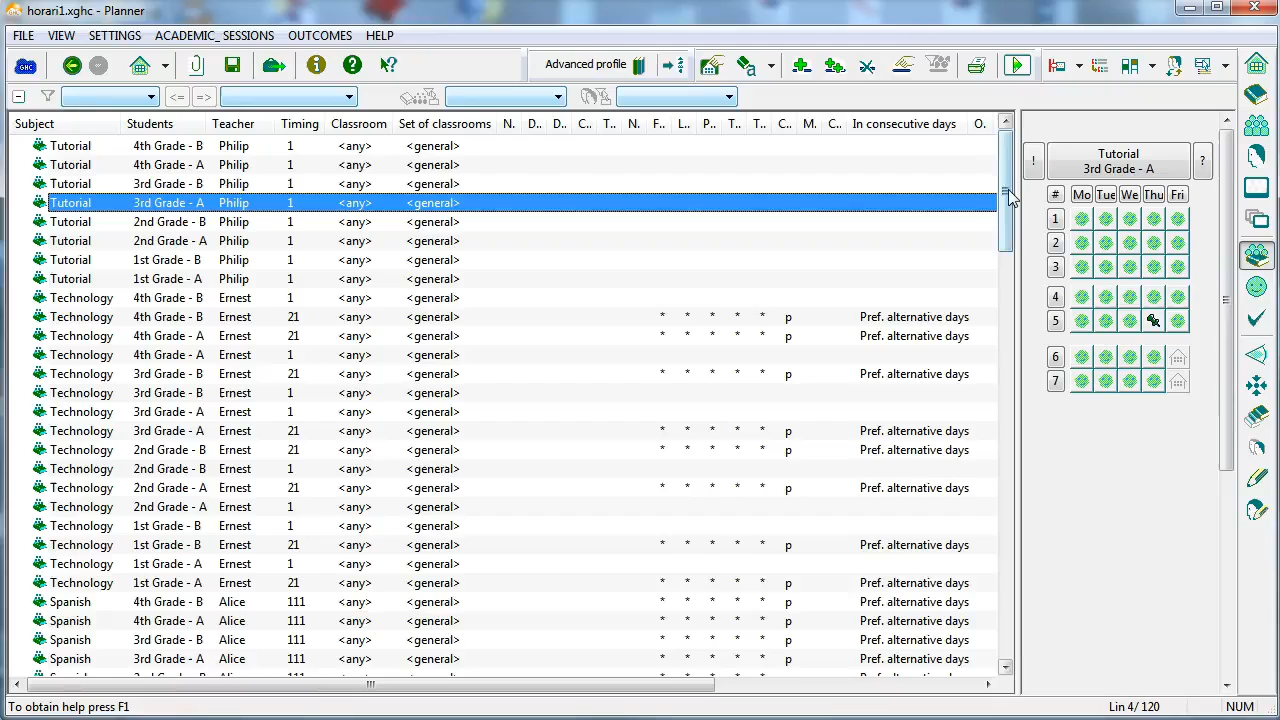 horari1.xghc - Planner
FILE VIEW SETTINGS ACADEMIC_ SESSIONS OUTCOMES HELP
GHC Advanced profile
Subject Students Teacher Timing Classroom Set of classrooms N. D.. D.. C.. T.. N. F.. L.. P.. T.. T.. C.. M. C.. In consecutive days O.
Tutorial 4th Grade - B Philip 1 <any> <general>
Tutorial 4th Grade - A Philip 1 <any> <general>
Tutorial 3rd Grade - B Philip 1 <any> <general>
Tutorial 3rd Grade - A Philip 1 <any> <general>
Tutorial 2nd Grade - B Philip 1 <any> <general>
Tutorial 2nd Grade - A Philip 1 <any> <general>
Tutorial 1st Grade - B Philip 1 <any> <general>
Tutorial 1st Grade - A Philip 1 <any> <general>
Technology 4th Grade - B Ernest 1 <any> <general>
Technology 4th Grade - B Ernest 21 <any> <general> * * * * * p Pref. alternative days
Technology 4th Grade - A Ernest 21 <any> <general> * * * * * p Pref. alternative days
Technology 4th Grade - A Ernest 1 <any> <general>
Technology 3rd Grade - B Ernest 21 <any> <general> * * * * * p Pref. alternative days
Technology 3rd Grade - B Ernest 1 <any> <general>
Technology 3rd Grade - A Ernest 1 <any> <general>
Technology 3rd Grade - A Ernest 21 <any> <general> * * * * * p Pref. alternative days
Technology 2nd Grade - B Ernest 21 <any> <general> * * * * * p Pref. alternative days
Technology 2nd Grade - B Ernest 1 <any> <general>
Technology 2nd Grade - A Ernest 21 <any> <general> * * * * * p Pref. alternative days
Technology 2nd Grade - A Ernest 1 <any> <general>
Technology 1st Grade - B Ernest 1 <any> <general>
Technology 1st Grade - B Ernest 21 <any> <general> * * * * * p Pref. alternative days
Technology 1st Grade - A Ernest 1 <any> <general>
Technology 1st Grade - A Ernest 21 <any> <general> * * * * * p Pref. alternative days
Spanish 4th Grade - B Alice 111 <any> <general> * * * * * p Pref. alternative days
Spanish 4th Grade - A Alice 111 <any> <general> * * * * * p Pref. alternative days
Spanish 3rd Grade - B Alice 111 <any> <general> * * * * * p Pref. alternative days
Spanish 3rd Grade - A Alice 111 <any> <general> * * * * * p Pref. alternative days
! Tutorial ?
3rd Grade - A
# Mo Tue We Thu Fri
1
2
3
4
5
6
7
To obtain help press F1 Lin 4/120 NUM